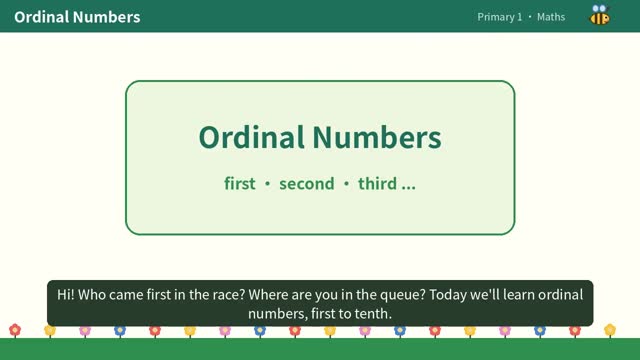 Ordinal Numbers
Primary 1 • Maths
Ordinal Numbers
first • second • third ...
Hi! Who came first in the race? Where are you in the queue? Today we'll learn ordinal
numbers, first to tenth.